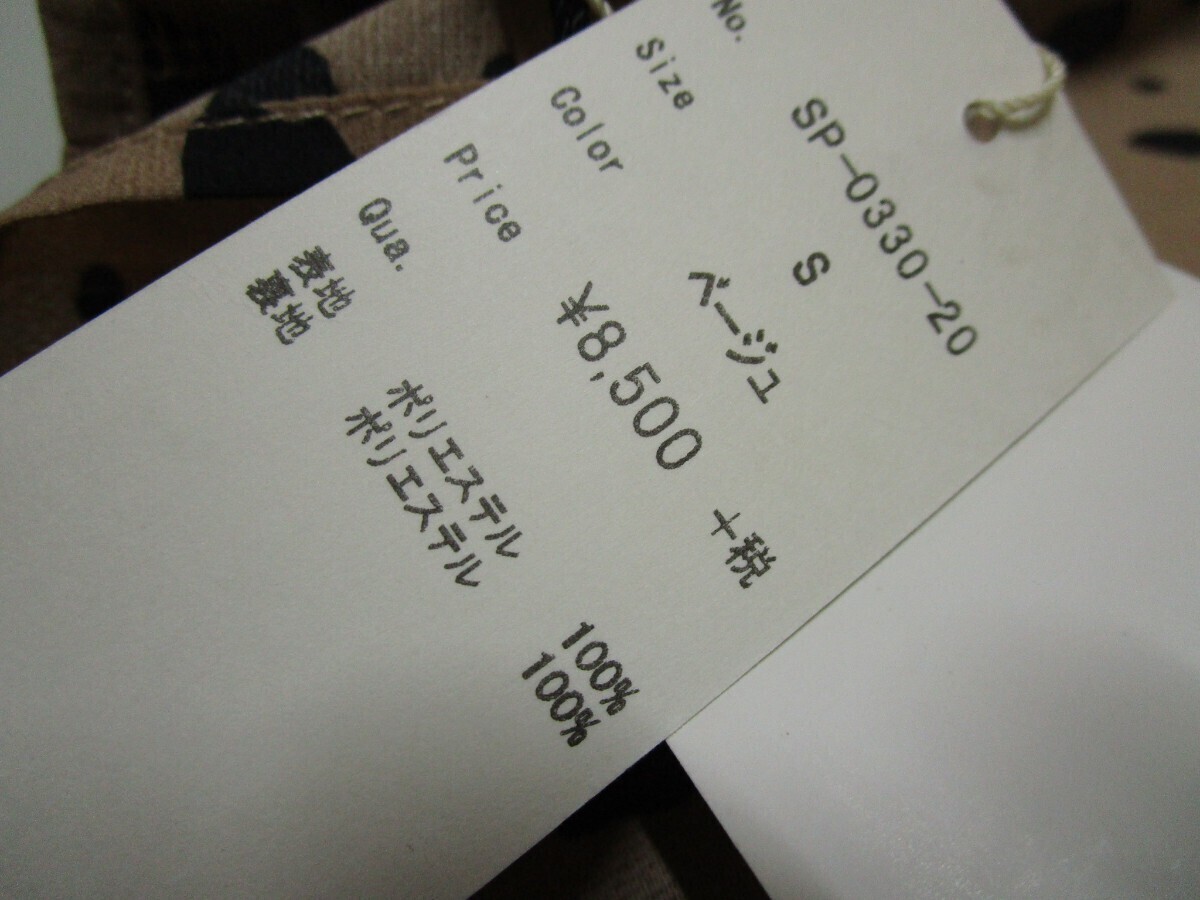 No. SP-0330-20
Size S
Color ベージュ
Price ¥8,500 +税
Qua.
表地 ポリエステル 100%
裏地 ポリエステル 100%